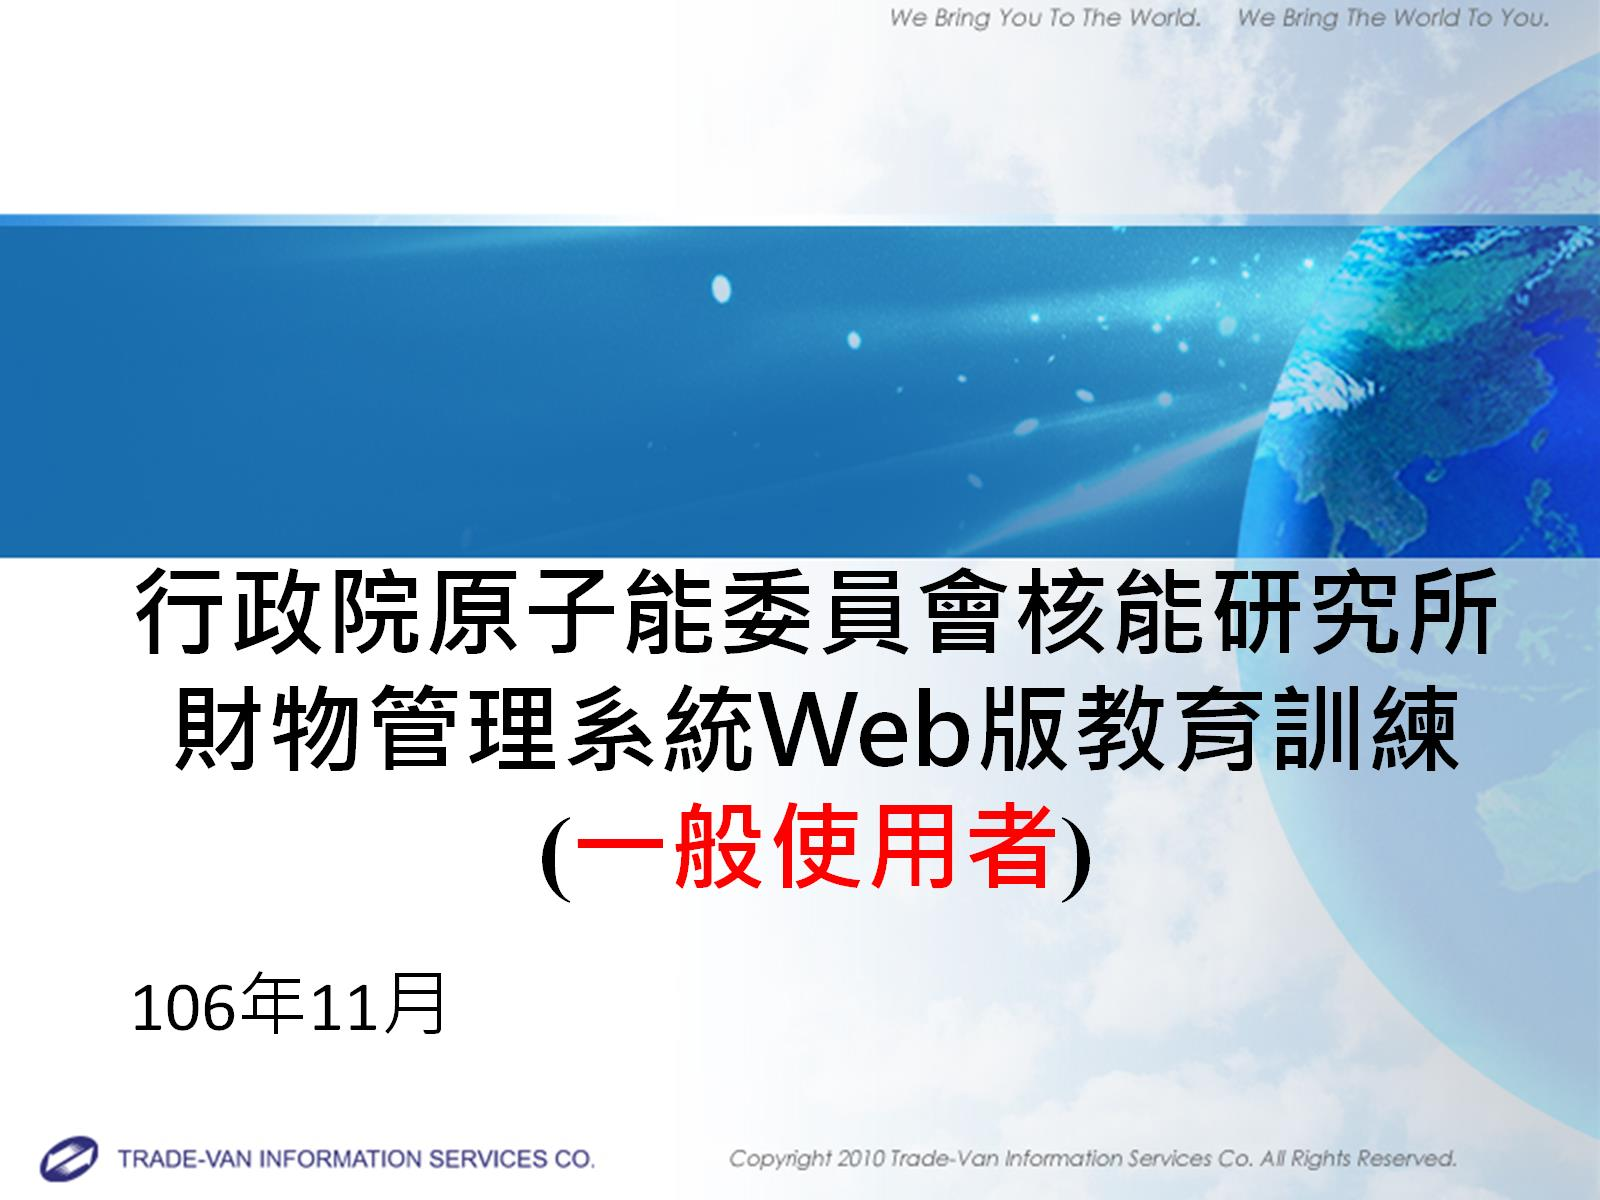 We Bring You To The World. We Bring The World To You.
行政院原子能委員會核能研究所
財物管理系統Web版教育訓練
(一般使用者)
106年11月
TRADE-VAN INFORMATION SERVICES CO.
Copyright 2010 Trade-Van Information Services Co. All Rights Reserved.